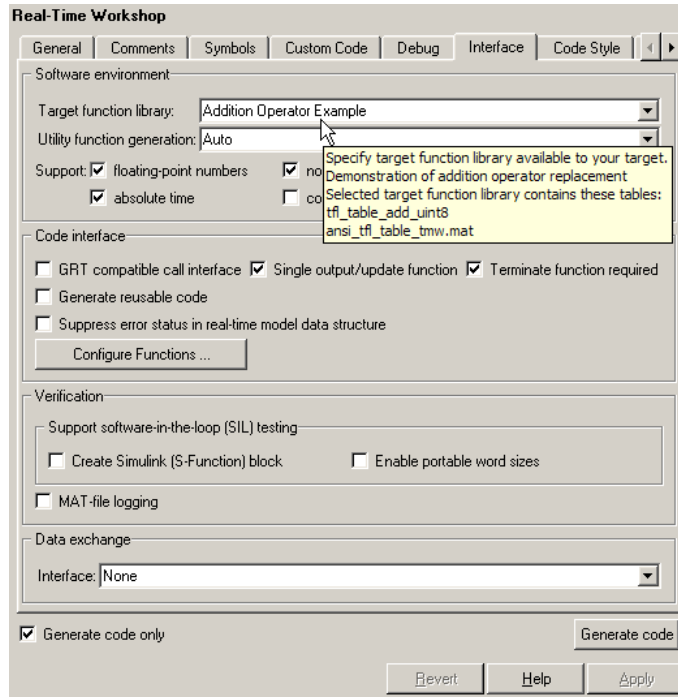 Real-Time Workshop
General Comments Symbols Custom Code Debug Interface Code Style
Software environment
Target function library: Addition Operator Example
Utility function generation: Auto
Support: floating-point numbers
absolute time
Specify target function library available to your target.
Demonstration of addition operator replacement
Selected target function library contains these tables:
tfl_table_add_uint8
ansi_tfl_table_tmw.mat
Code interface
GRT compatible call interface Single output/update function Terminate function required
Generate reusable code
Suppress error status in real-time model data structure
Configure Functions ...
Verification
Support software-in-the-loop (SIL) testing
Create Simulink (S-Function) block Enable portable word sizes
MAT-file logging
Data exchange
Interface: None
Generate code only Generate code
Revert Help Apply